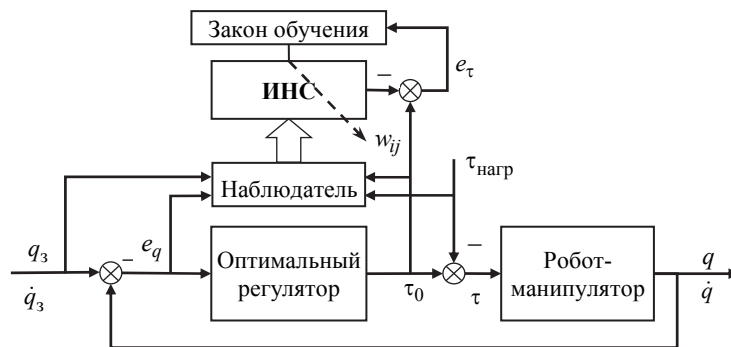 Закон обучения
ИНС
−
e_τ
w_ij
τ_нагр
Наблюдатель
q_з
q̇_з
−
e_q
Оптимальный
регулятор
τ_0
−
τ
Робот-
манипулятор
q
q̇